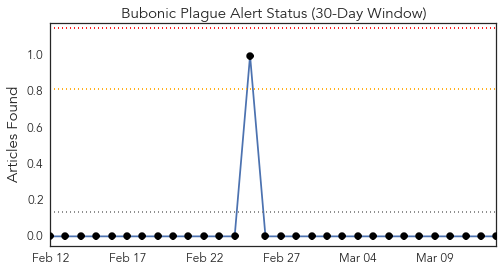 Bubonic Plague Alert Status (30-Day Window)
Articles Found
1.0
0.8
0.6
0.4
0.2
0.0
Feb 12 Feb 17 Feb 22 Feb 27 Mar 04 Mar 09